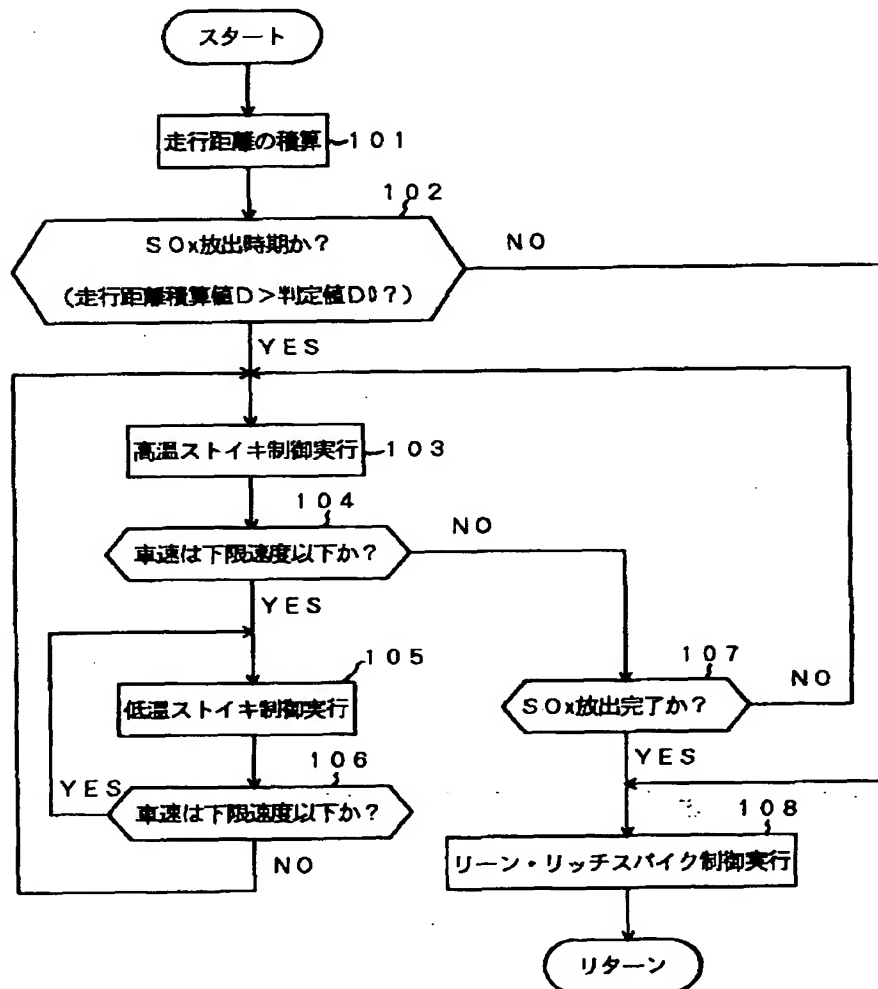 スタート
走行距離の積算
101
102
SOx放出時期か?
NO
(走行距離積算値D>判定値D0?)
YES
高温ストイキ制御実行
103
104
車速は下限速度以下か?
NO
YES
105
低温ストイキ制御実行
107
SOx放出完了か?
NO
106
YES
車速は下限速度以下か?
YES
NO
108
リーン・リッチスパイク制御実行
リターン